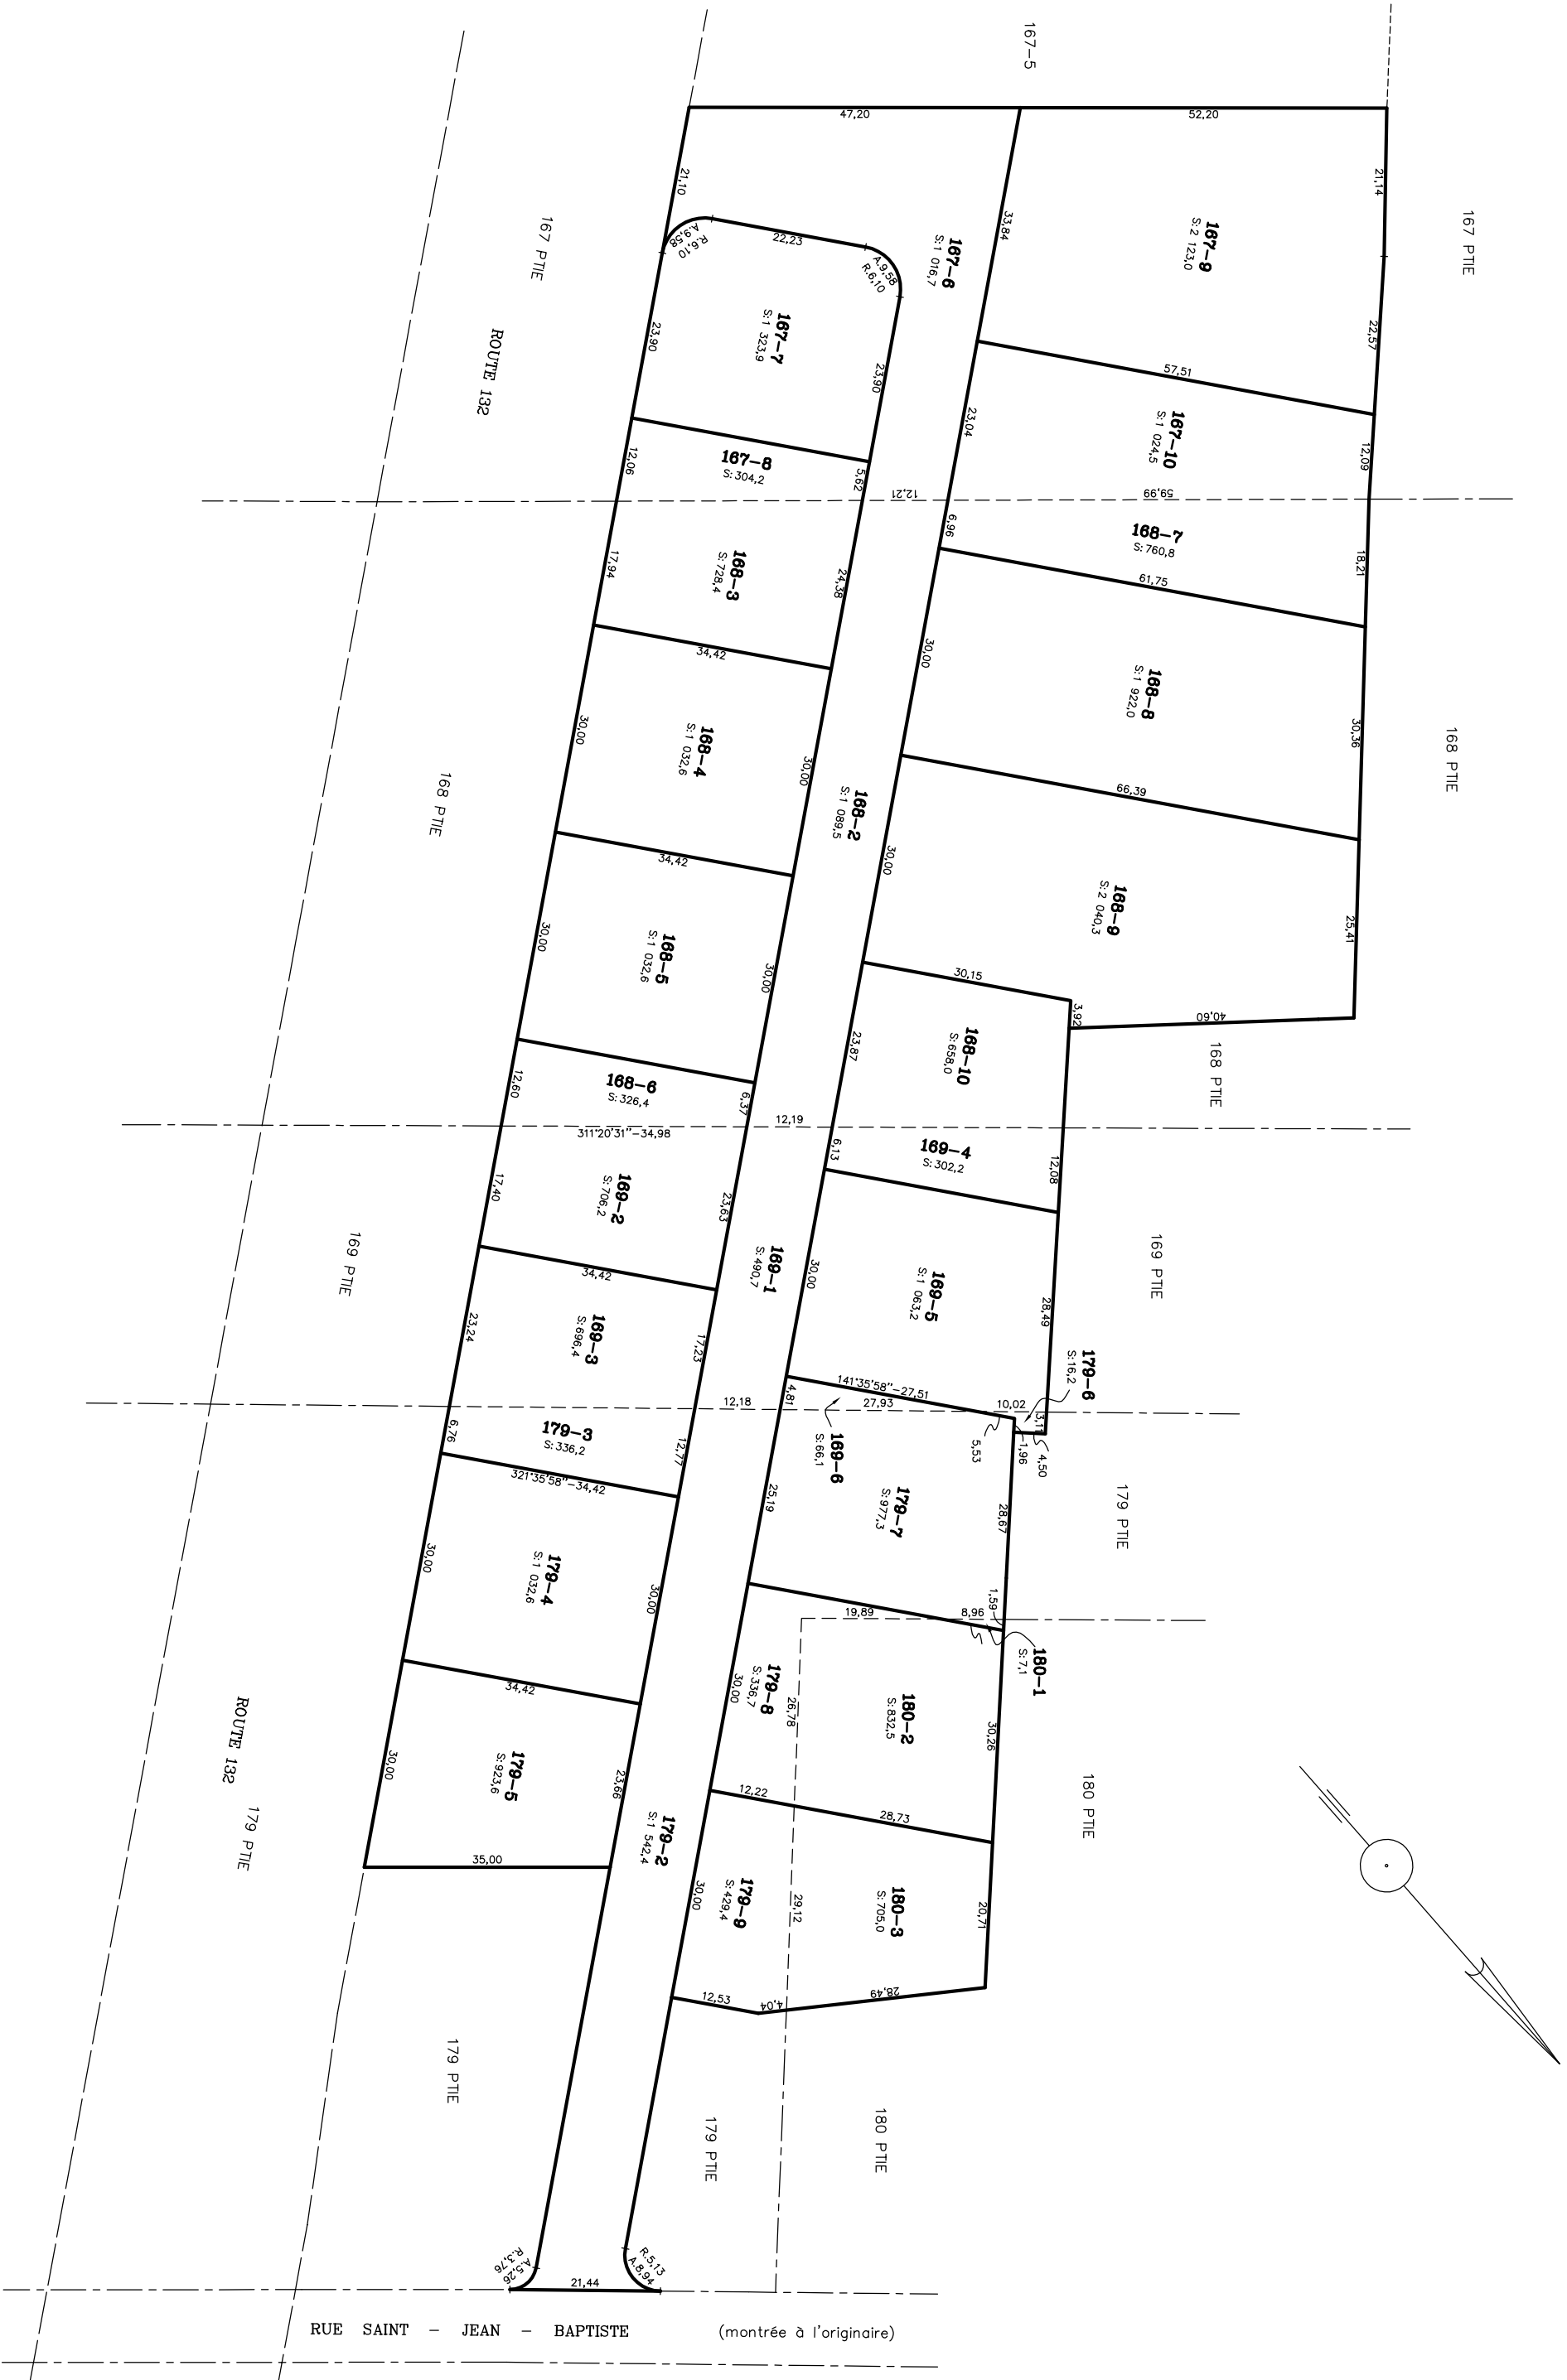 167-5
47,20
52,20
21,10
21,14
167 PTIE
167 PTIE
ROUTE 132
R.6,10
A.9,58
22,23
A.9,58
R.6,10
167-6
S:1 016,7
33,84
167-9
S:2 123,0
22,57
167-7
S:1 323,9
23,90
23,90
57,51
23,04
167-10
S:1 024,5
12,09
12,06
167-8
S:304,2
5,62
12,21
59,99
6,96
168-7
S:760,8
18,21
17,94
168-3
S:728,4
24,38
61,75
34,42
30,00
168-8
S:1 922,0
30,36
168 PTIE
168 PTIE
30,00
168-4
S:1 032,6
30,00
168-2
S:1 089,5
66,39
34,42
30,00
168-9
S:2 040,3
25,41
30,00
168-5
S:1 032,6
30,00
30,15
3,92
40,60
23,87
168-10
S:658,0
168 PTIE
12,60
168-6
S:326,4
6,37
12,19
311°20'31"-34,98
6,13
169-4
S:302,2
12,08
17,40
169-2
S:706,2
23,63
169-1
S:490,7
34,42
30,00
169-5
S:1 063,2
28,49
169 PTIE
169 PTIE
23,24
169-3
S:696,4
17,23
141°35'58"-27,51
179-6
S:16,2
4,81
12,18
27,93
10,02
3,11
169-6
S:66,1
5,53
1,96
4,50
6,76
179-3
S:336,2
12,77
321°35'58"-34,42
25,19
179-7
S:977,3
28,67
179 PTIE
30,00
179-4
S:1 032,6
30,00
19,89
8,96
1,59
180-1
S:7,1
34,42
179-8
S:336,7
30,00
26,78
180-2
S:832,5
30,26
180 PTIE
ROUTE 132
179 PTIE
30,00
179-5
S:923,6
23,66
12,22
28,73
35,00
179-2
S:1 542,4
30,00
179-9
S:429,4
29,12
180-3
S:705,0
20,71
12,53
4,04
28,49
179 PTIE
179 PTIE
180 PTIE
R.3,76
A.5,26
21,44
R.5,13
A.8,94
RUE SAINT - JEAN - BAPTISTE (montrée à l'originaire)